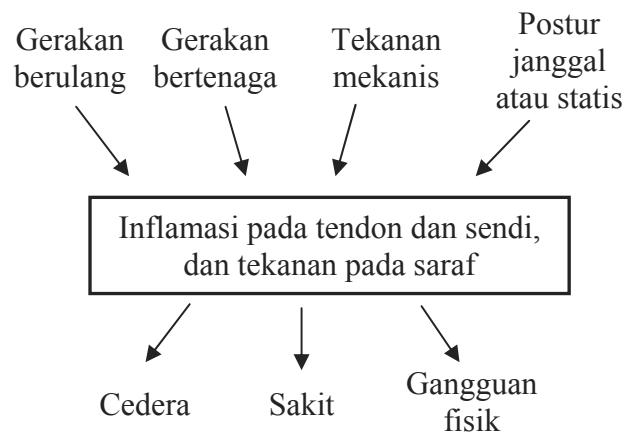 Gerakan
berulang
Gerakan
bertenaga
Tekanan
mekanis
Postur
janggal
atau statis
Inflamasi pada tendon dan sendi,
dan tekanan pada saraf
Cedera
Sakit
Gangguan
fisik